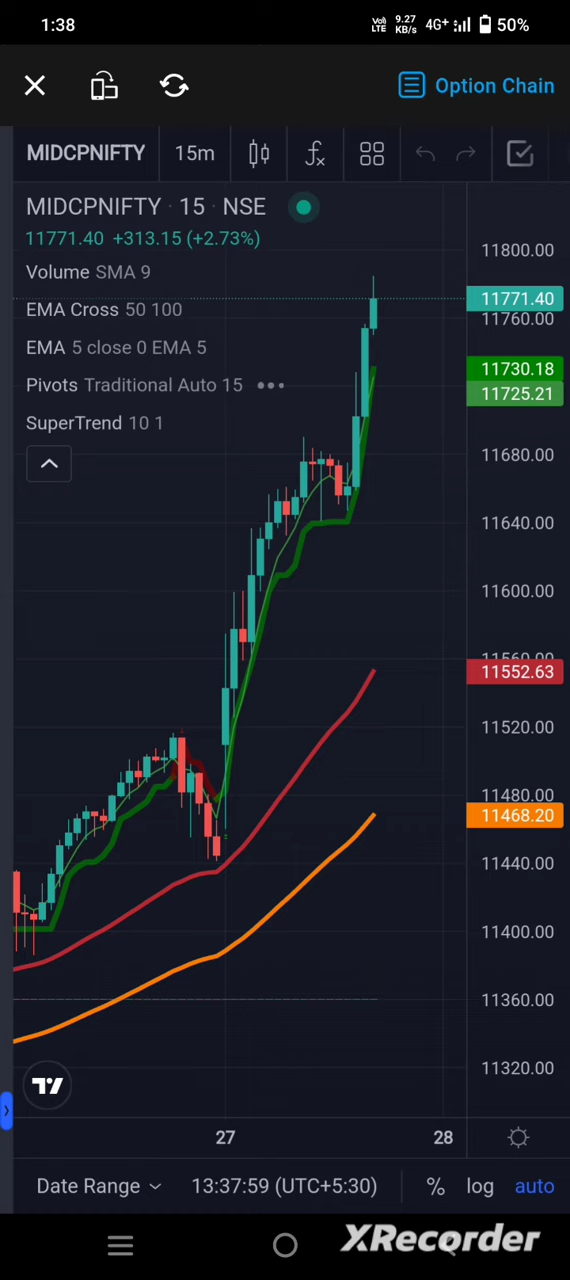 1:38
Vo) LTE
9.27 KB/s
4G+
50%
Option Chain
MIDCPNIFTY
15m
fx
MIDCPNIFTY · 15 · NSE
11771.40 +313.15 (+2.73%)
Volume SMA 9
EMA Cross 50 100
EMA 5 close 0 EMA 5
Pivots Traditional Auto 15
SuperTrend 10 1
11800.00
11771.40
11760.00
11730.18
11725.21
11680.00
11640.00
11600.00
11560.00
11552.63
11520.00
11480.00
11468.20
11440.00
11400.00
11360.00
11320.00
27
28
Date Range
13:37:59 (UTC+5:30)
%
log
auto
XRecorder